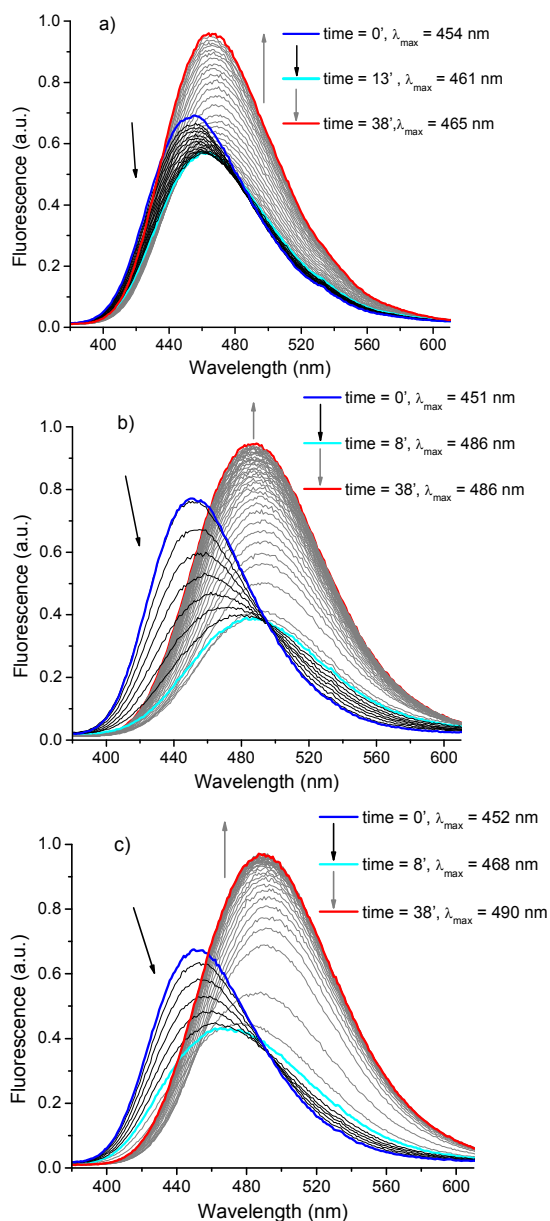 a)
time = 0', λmax = 454 nm
time = 13' , λmax = 461 nm
time = 38',λmax = 465 nm
1.0
0.8
0.6
0.4
0.2
0.0
Fluorescence (a.u.)
400 440 480 520 560 600
Wavelength (nm)
b)
time = 0', λmax = 451 nm
time = 8', λmax = 486 nm
time = 38', λmax = 486 nm
1.0
0.8
0.6
0.4
0.2
0.0
Fluorescence (a.u.)
400 440 480 520 560 600
Wavelength (nm)
c)
time = 0', λmax = 452 nm
time = 8', λmax = 468 nm
time = 38', λmax = 490 nm
1.0
0.8
0.6
0.4
0.2
0.0
Fluorescence (a.u.)
400 440 480 520 560 600
Wavelength (nm)